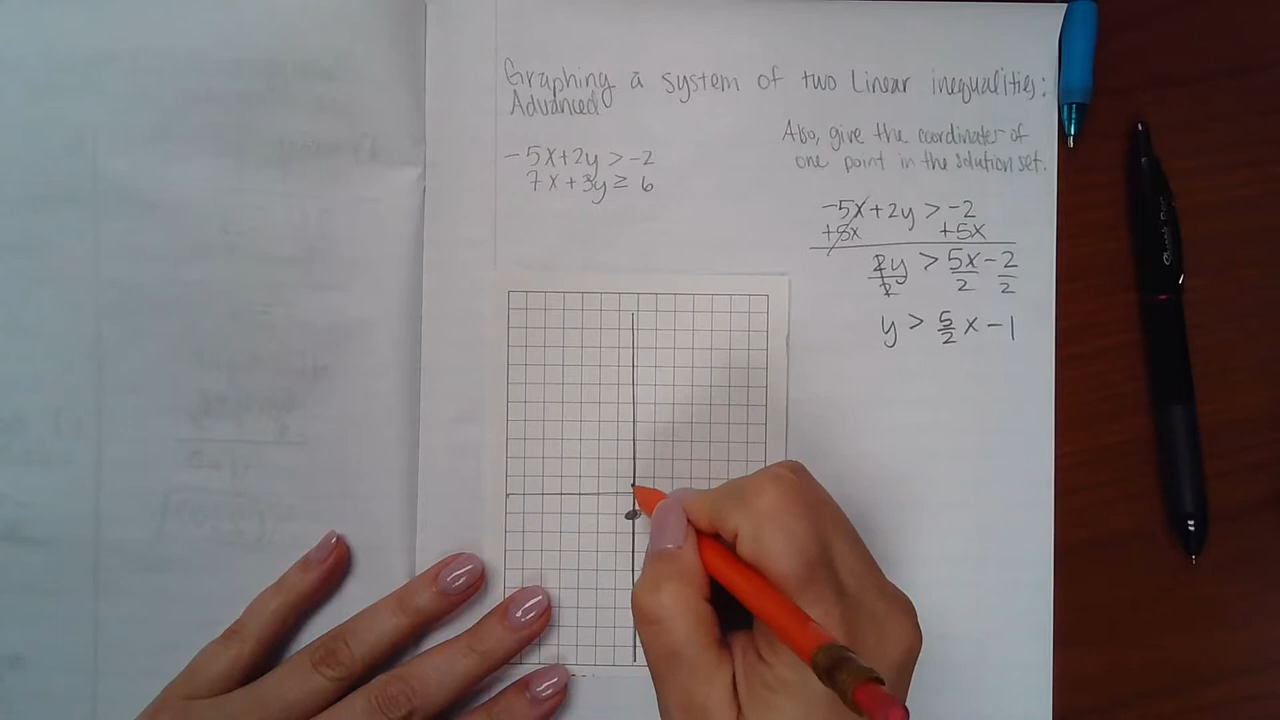 Graphing a system of two Linear inequalities:
Advanced
Also, give the coordinates of
one point in the solution set.
-5x+2y > -2
7x+3y ≥ 6
-5x+2y > -2
+5x +5x
2y > 5x - 2
2 2 2
y > 5/2 x - 1